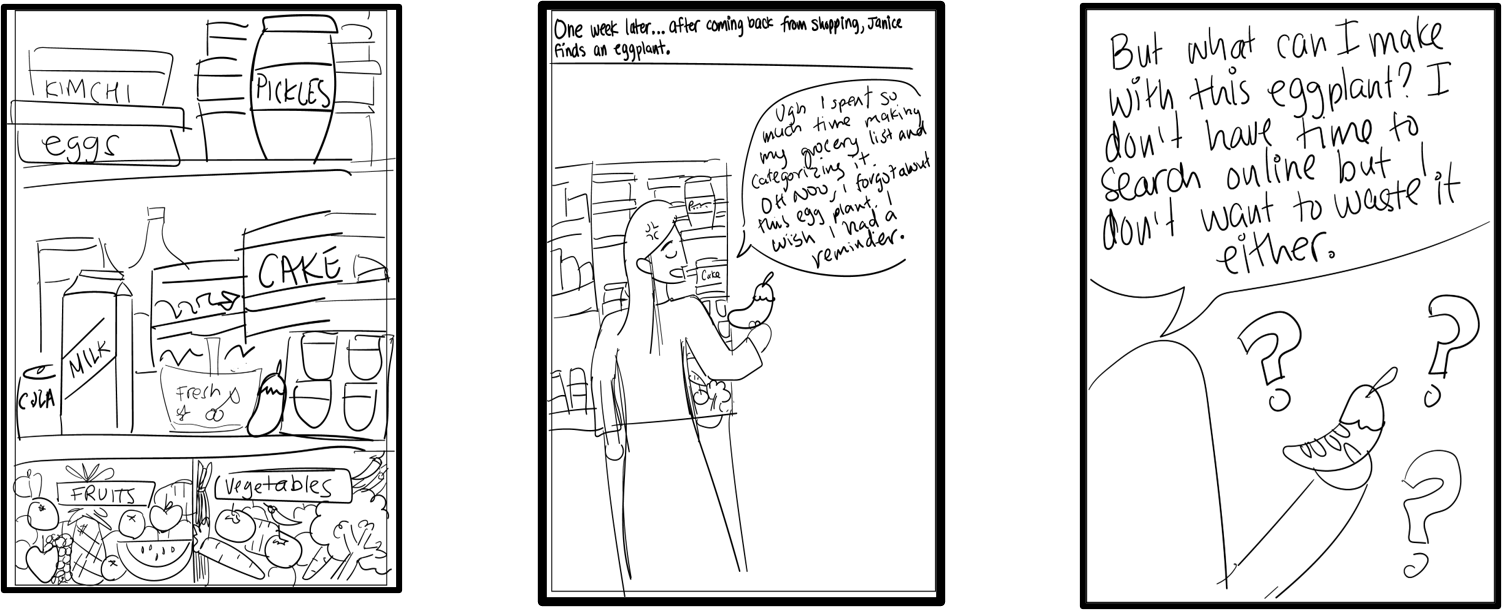 KIMCHI
eggs
PICKLES
CAKE
MILK
COLA
Fresh
FRUITS
vegetables
One week later... after coming back from shopping, Janice
finds an eggplant.
Ugh I spent so
much time making
my grocery list and
categorizing it.
OH NOW, I forgot about
this egg plant. I
wish I had a
reminder.
Cake
But what can I make
with this eggplant? I
don't have time to
search online but I
don't want to waste it
either.
?
?
?